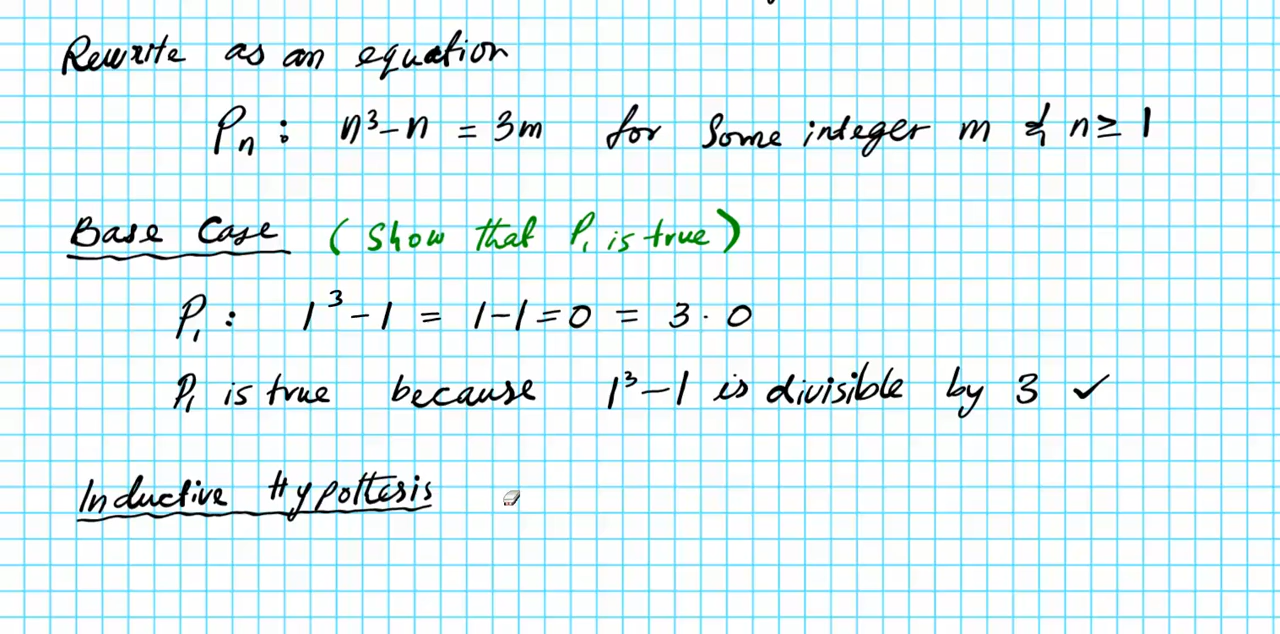 Rewrite as an equation
Pₙ : n³-n = 3m for some integer m & n ≥ 1
Base Case (Show that P₁ is true)
P₁ : 1³-1 = 1-1=0 = 3·0
P₁ is true because 1³-1 is divisible by 3 ✓
Inductive Hypothesis